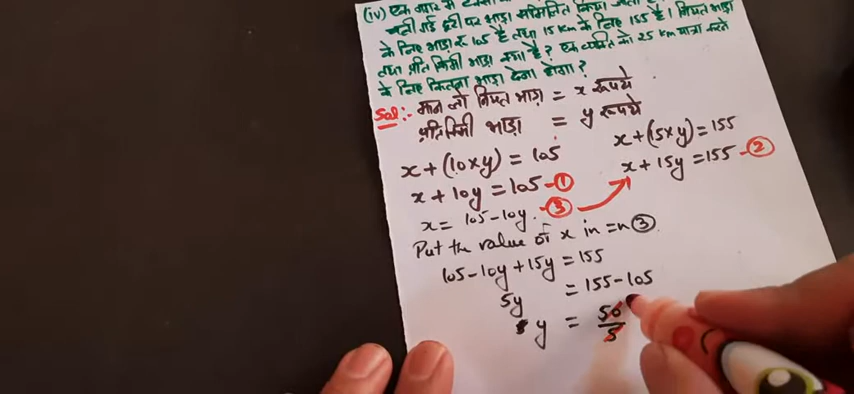 (iv) एक शहर में
चली गई दूरी पर भाड़ा सम्मिलित किया जाता है
के लिए भाड़ा ₹ 105 है तथा 15 Km के लिए 155 है। नियत भाड़ा
तथा प्रति किमी भाड़ा क्या है? एक व्यक्ति को 25 Km यात्रा करने
के लिए कितना भाड़ा देना होगा?
Sol:- मान लो नियत भाड़ा = x रूपये
प्रतिकिमी भाड़ा = y रूपये
x + (10×y) = 105
x + 10y = 105 - ①
x = 105 - 10y. - ③
x + (15×y) = 155
x + 15y = 155 - ②
Put the value of x in =n ③
105 - 10y + 15y = 155
5y = 155 - 105
y = 50/5